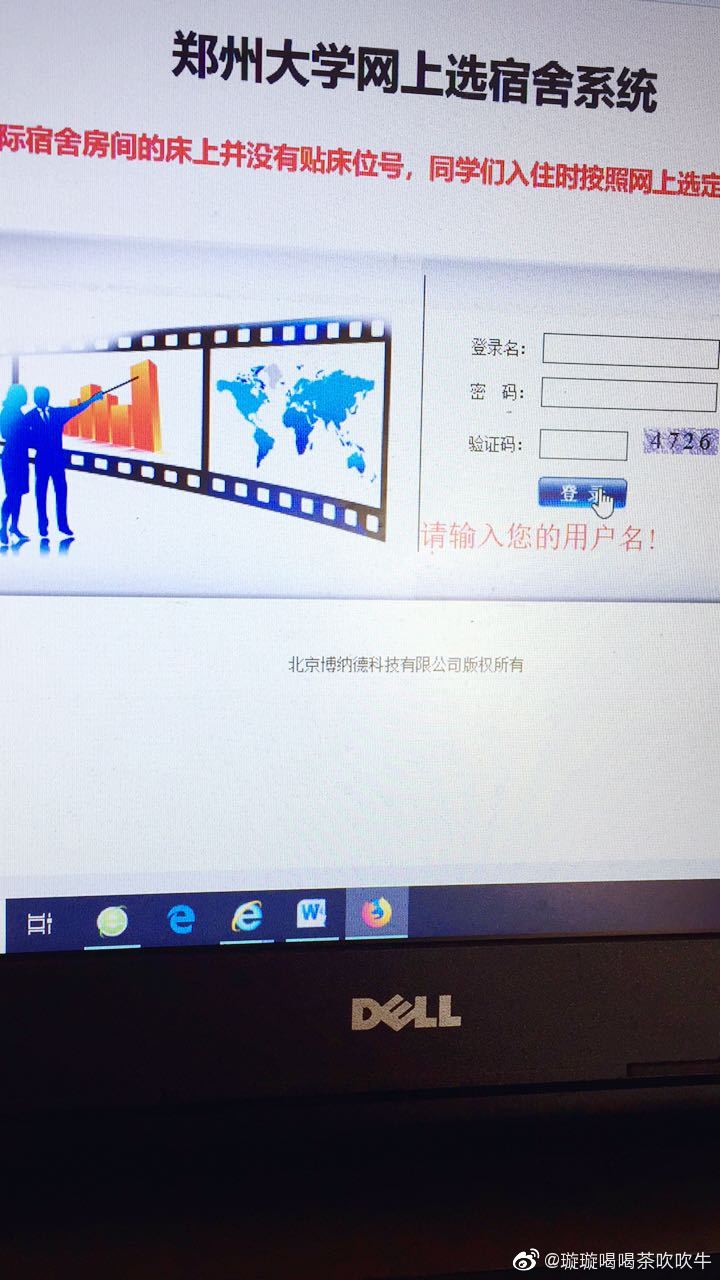 郑州大学网上选宿舍系统
际宿舍房间的床上并没有贴床位号，同学们入住时按照网上选定
登录名：
密 码：
验证码：
4726
登 录
请输入您的用户名！
北京博纳德科技有限公司版权所有
DELL
@璇璇喝喝茶吹吹牛